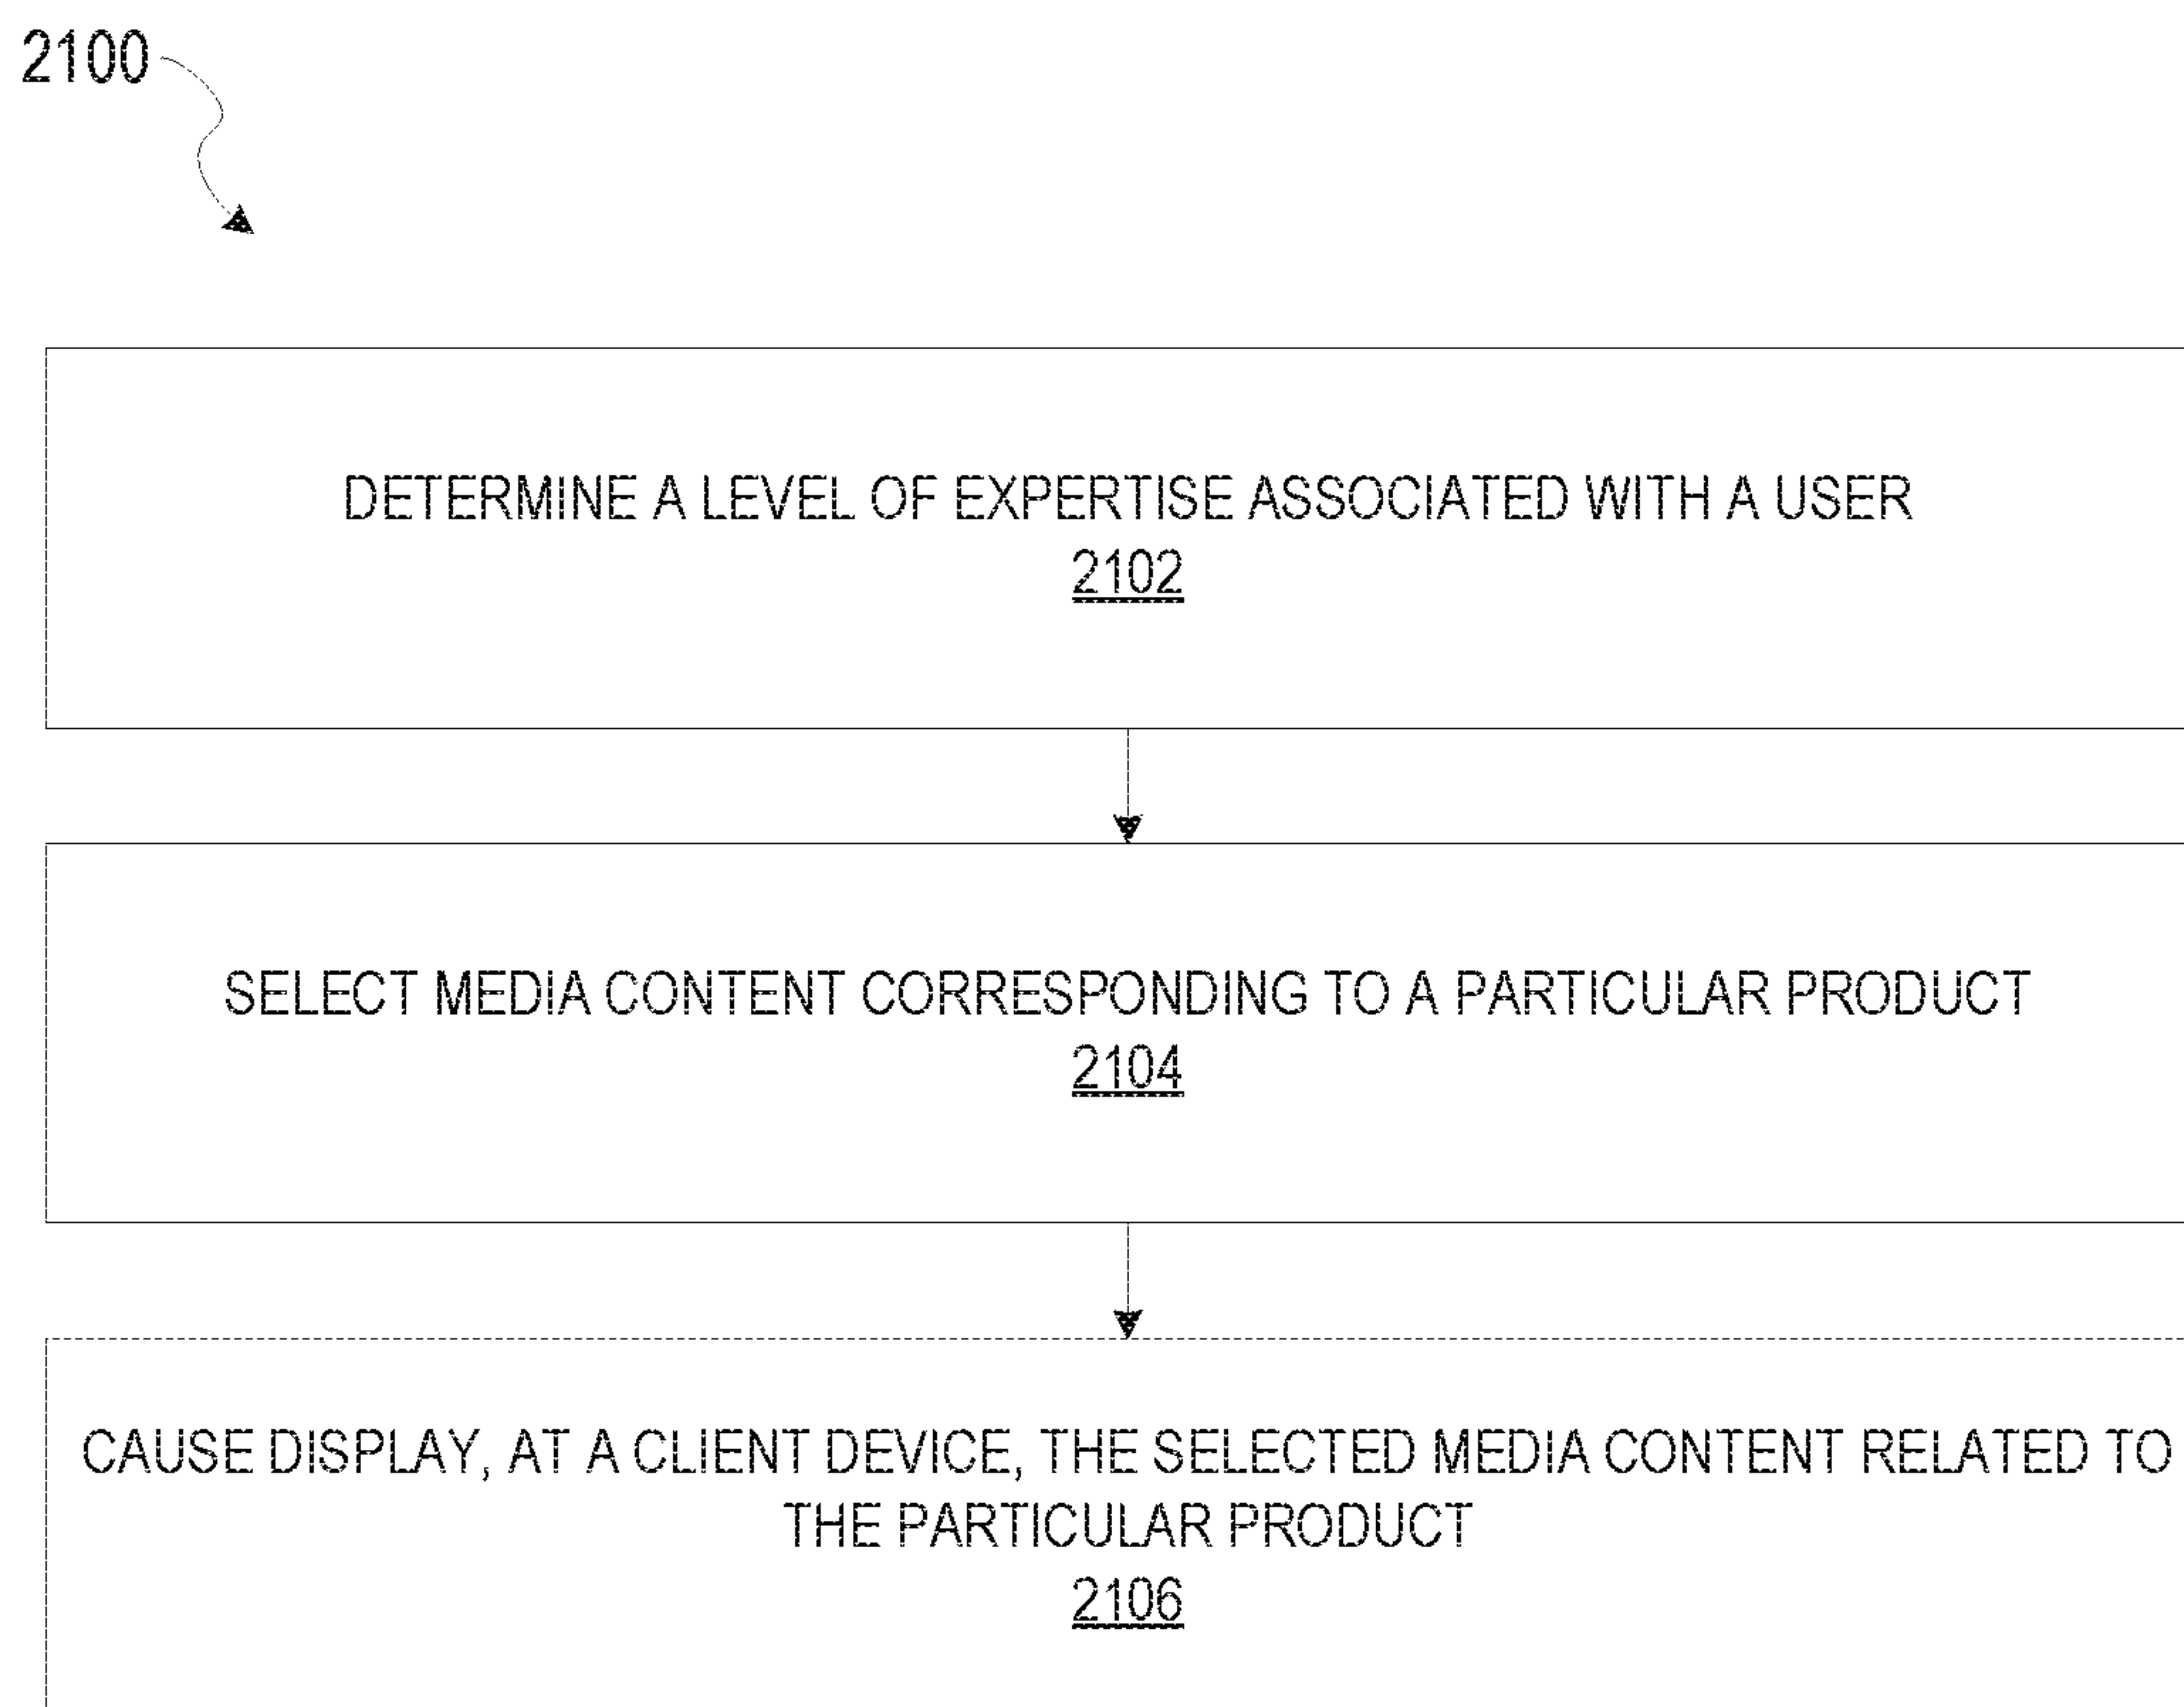 2100
DETERMINE A LEVEL OF EXPERTISE ASSOCIATED WITH A USER
2102
SELECT MEDIA CONTENT CORRESPONDING TO A PARTICULAR PRODUCT
2104
CAUSE DISPLAY, AT A CLIENT DEVICE, THE SELECTED MEDIA CONTENT RELATED TO
THE PARTICULAR PRODUCT
2106